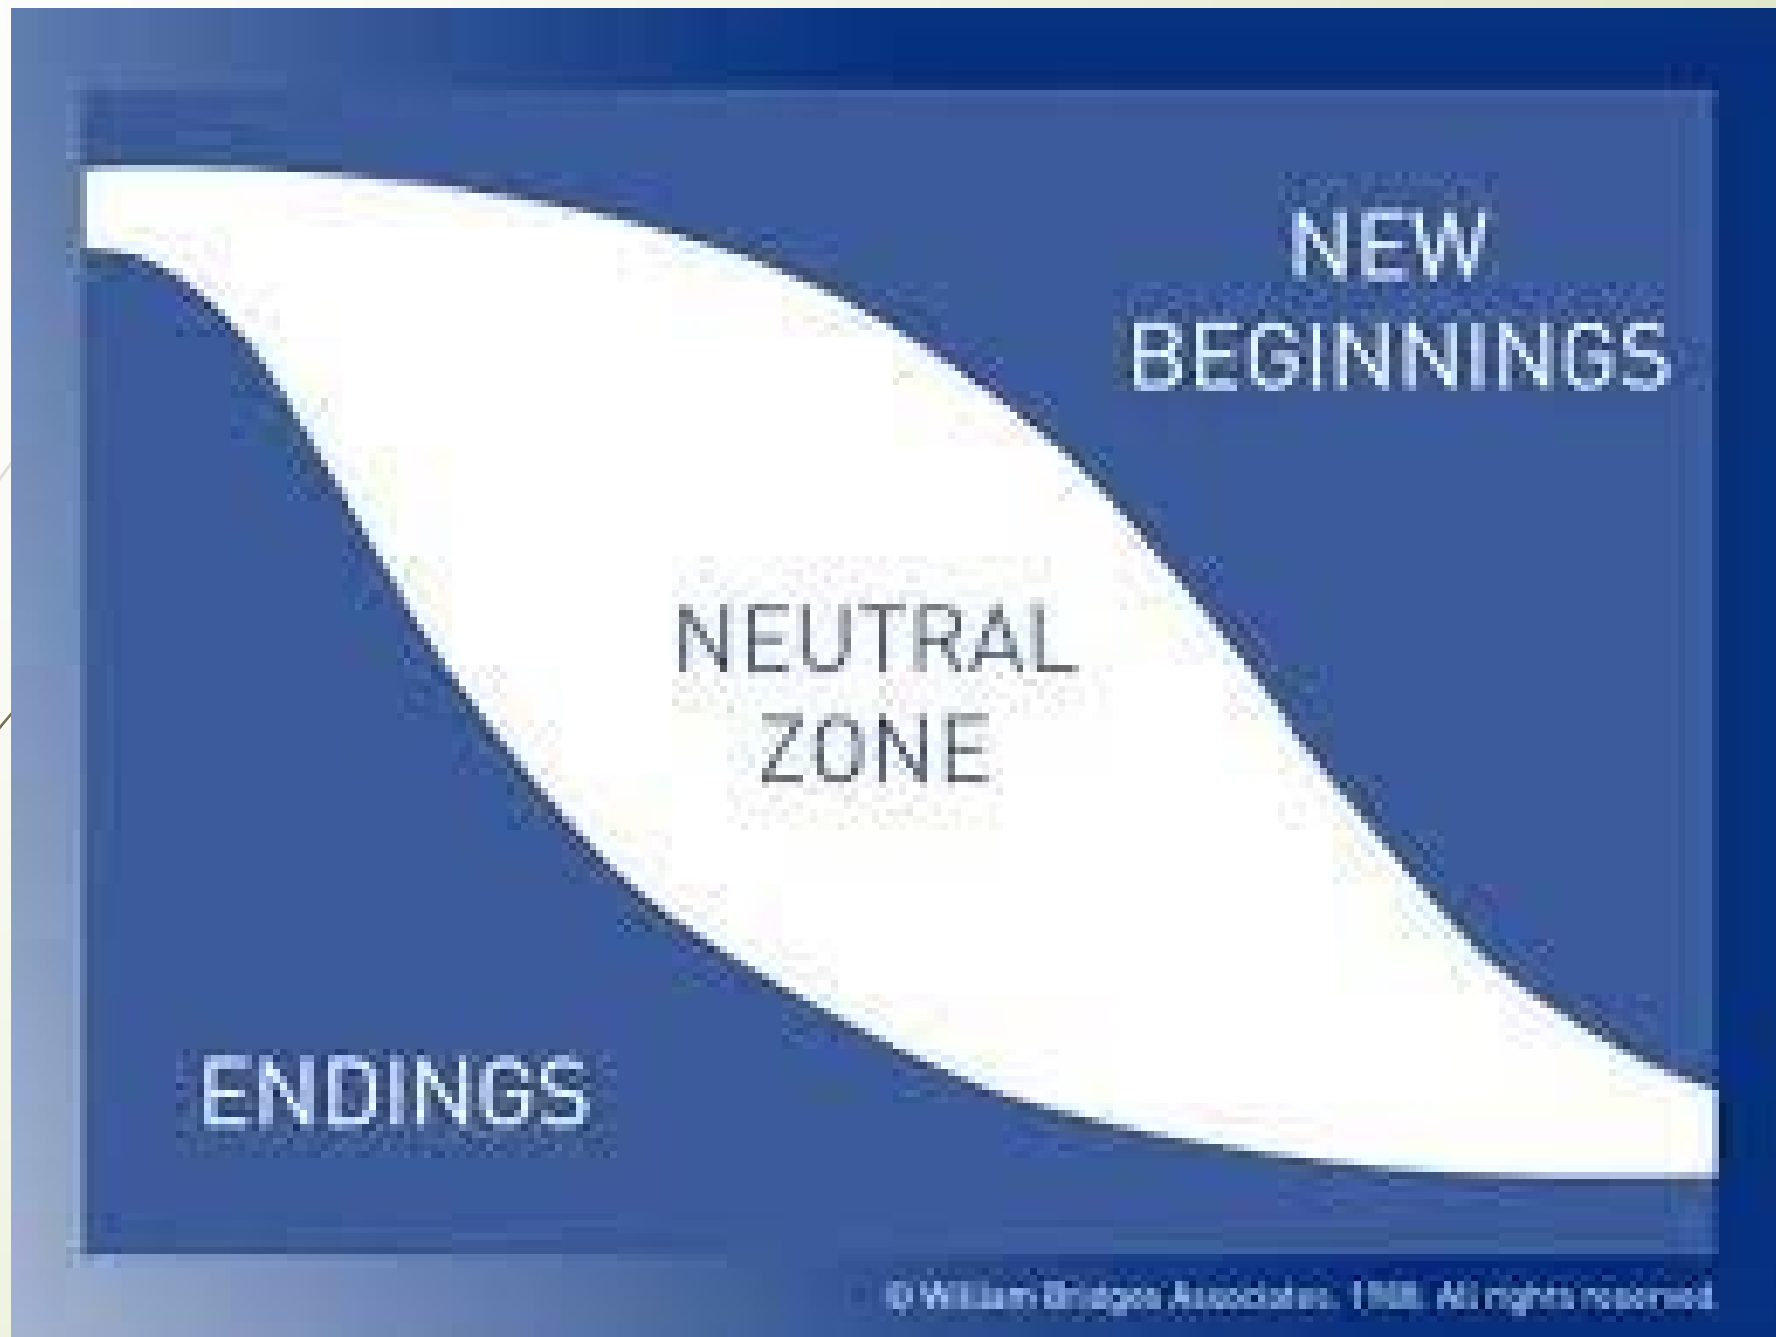 NEW
BEGINNINGS
NEUTRAL
ZONE
ENDINGS
© William Bridges Associates. All rights reserved.